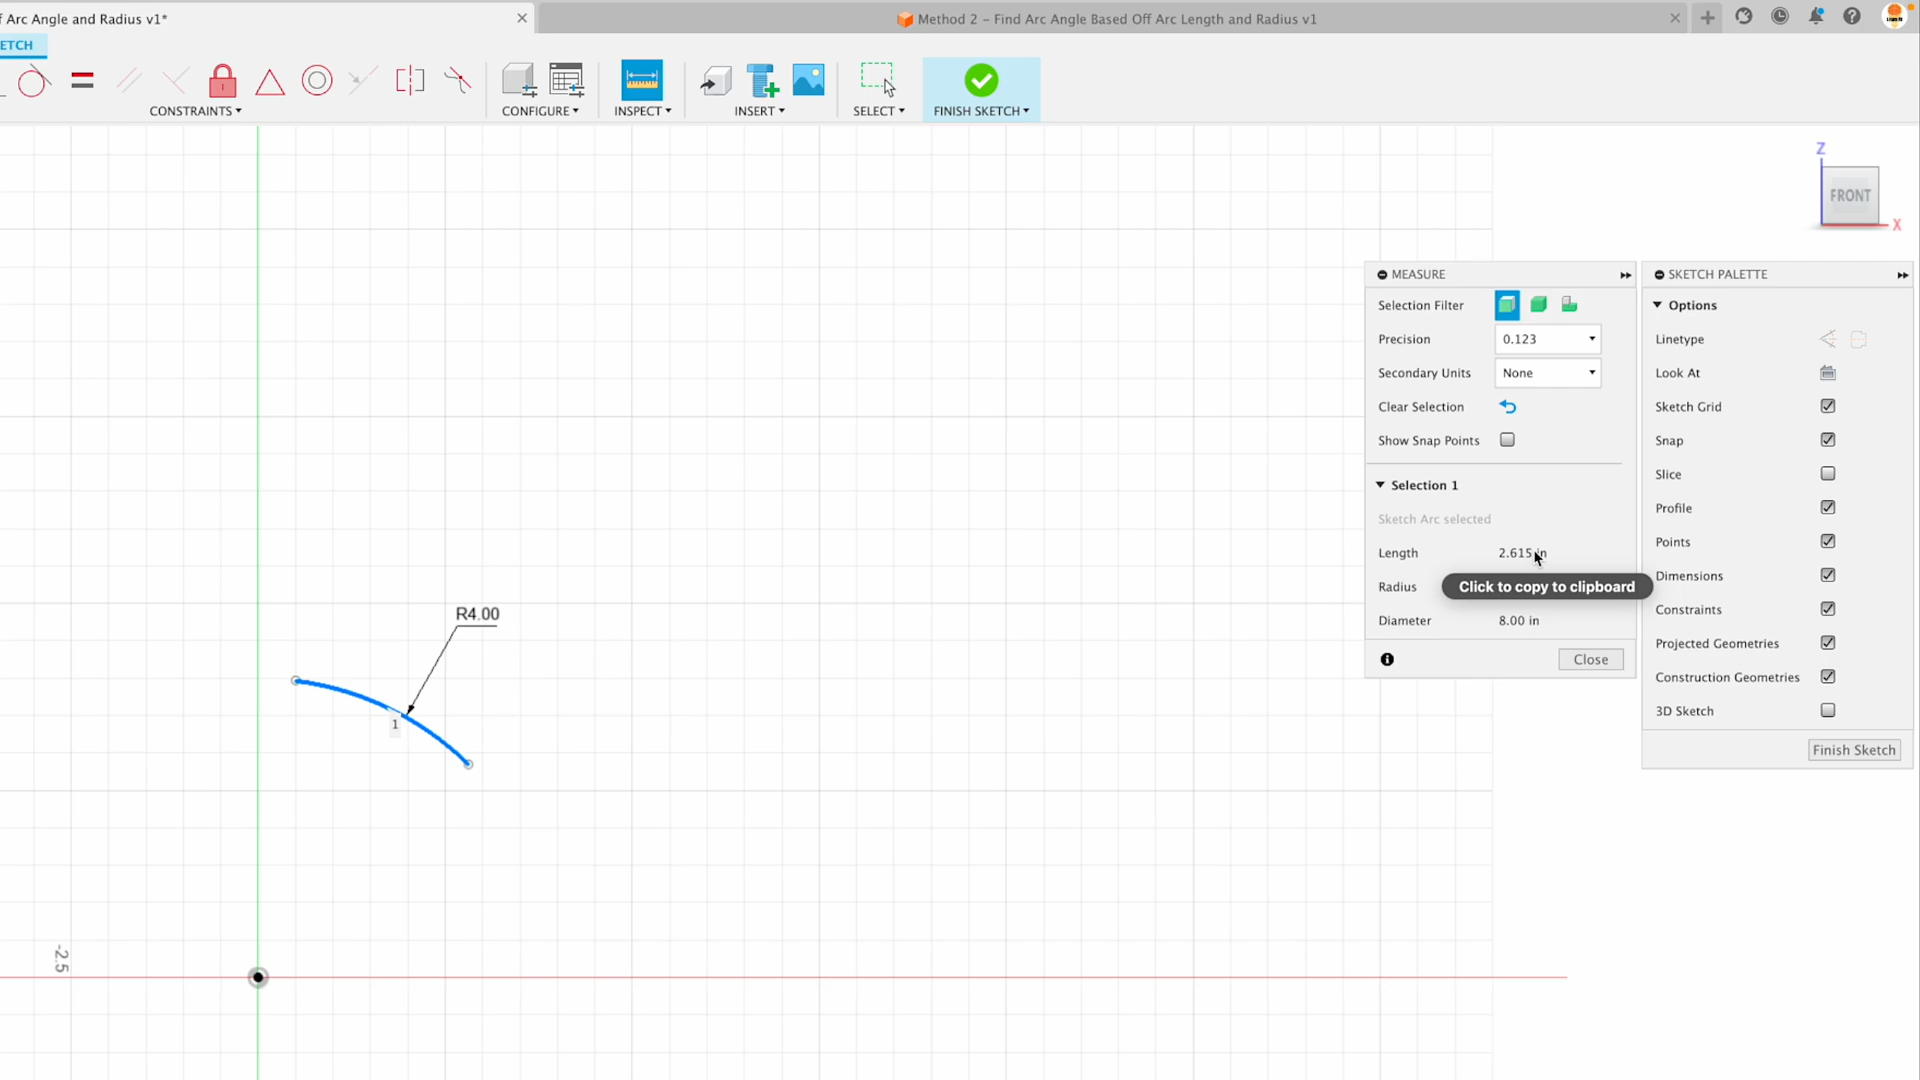 f Arc Angle and Radius v1*
Method 2 – Find Arc Angle Based Off Arc Length and Radius v1
ETCH
CONSTRAINTS
CONFIGURE
INSPECT
INSERT
SELECT
FINISH SKETCH
Z
FRONT
X
MEASURE
Selection Filter
Precision 0.123
Secondary Units None
Clear Selection
Show Snap Points
Selection 1
Sketch Arc selected
Length 2.615 in
Radius
Click to copy to clipboard
Diameter 8.00 in
Close
SKETCH PALETTE
Options
Linetype
Look At
Sketch Grid
Snap
Slice
Profile
Points
Dimensions
Constraints
Projected Geometries
Construction Geometries
3D Sketch
Finish Sketch
R4.00
1
-2.5